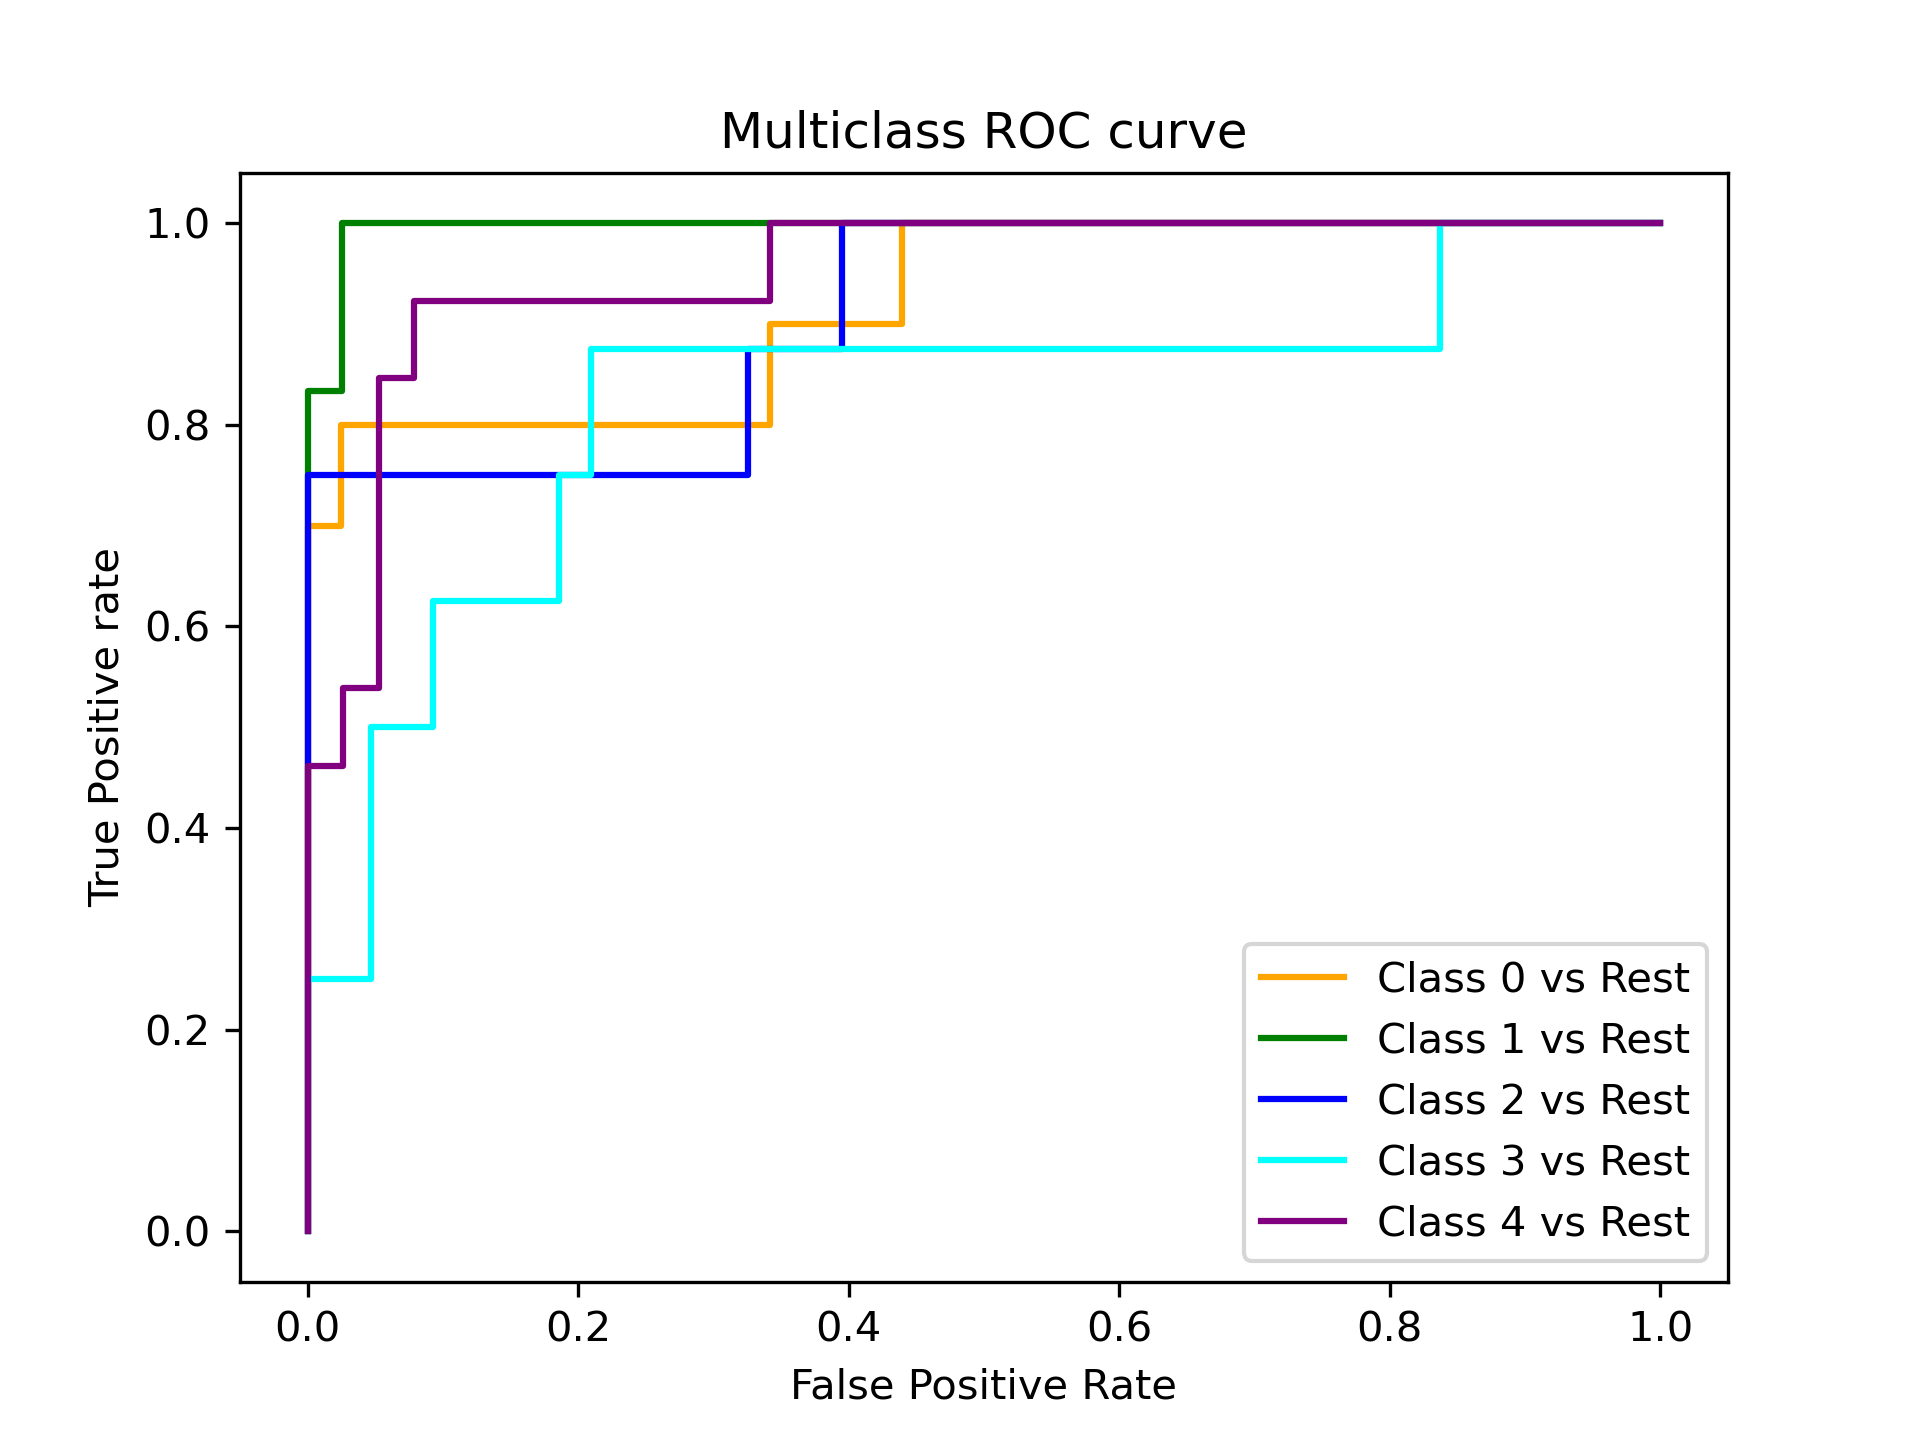 Multiclass ROC curve
1.0
0.8
0.6
0.4
0.2
0.0
True Positive rate
0.0 0.2 0.4 0.6 0.8 1.0
False Positive Rate
Class 0 vs Rest
Class 1 vs Rest
Class 2 vs Rest
Class 3 vs Rest
Class 4 vs Rest